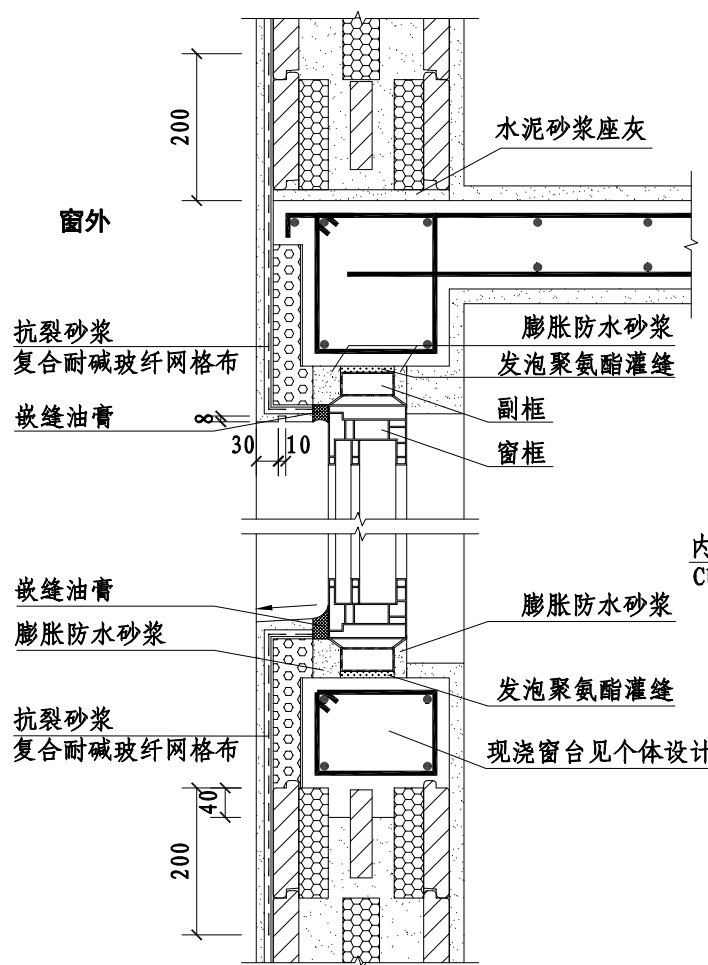 200
水泥砂浆座灰
窗外
抗裂砂浆
复合耐碱玻纤网格布
膨胀防水砂浆
发泡聚氨酯灌缝
嵌缝油膏
8
副框
30
10
窗框
内
嵌缝油膏
膨胀防水砂浆
膨胀防水砂浆
发泡聚氨酯灌缝
抗裂砂浆
复合耐碱玻纤网格布
现浇窗台见个体设计
40
200